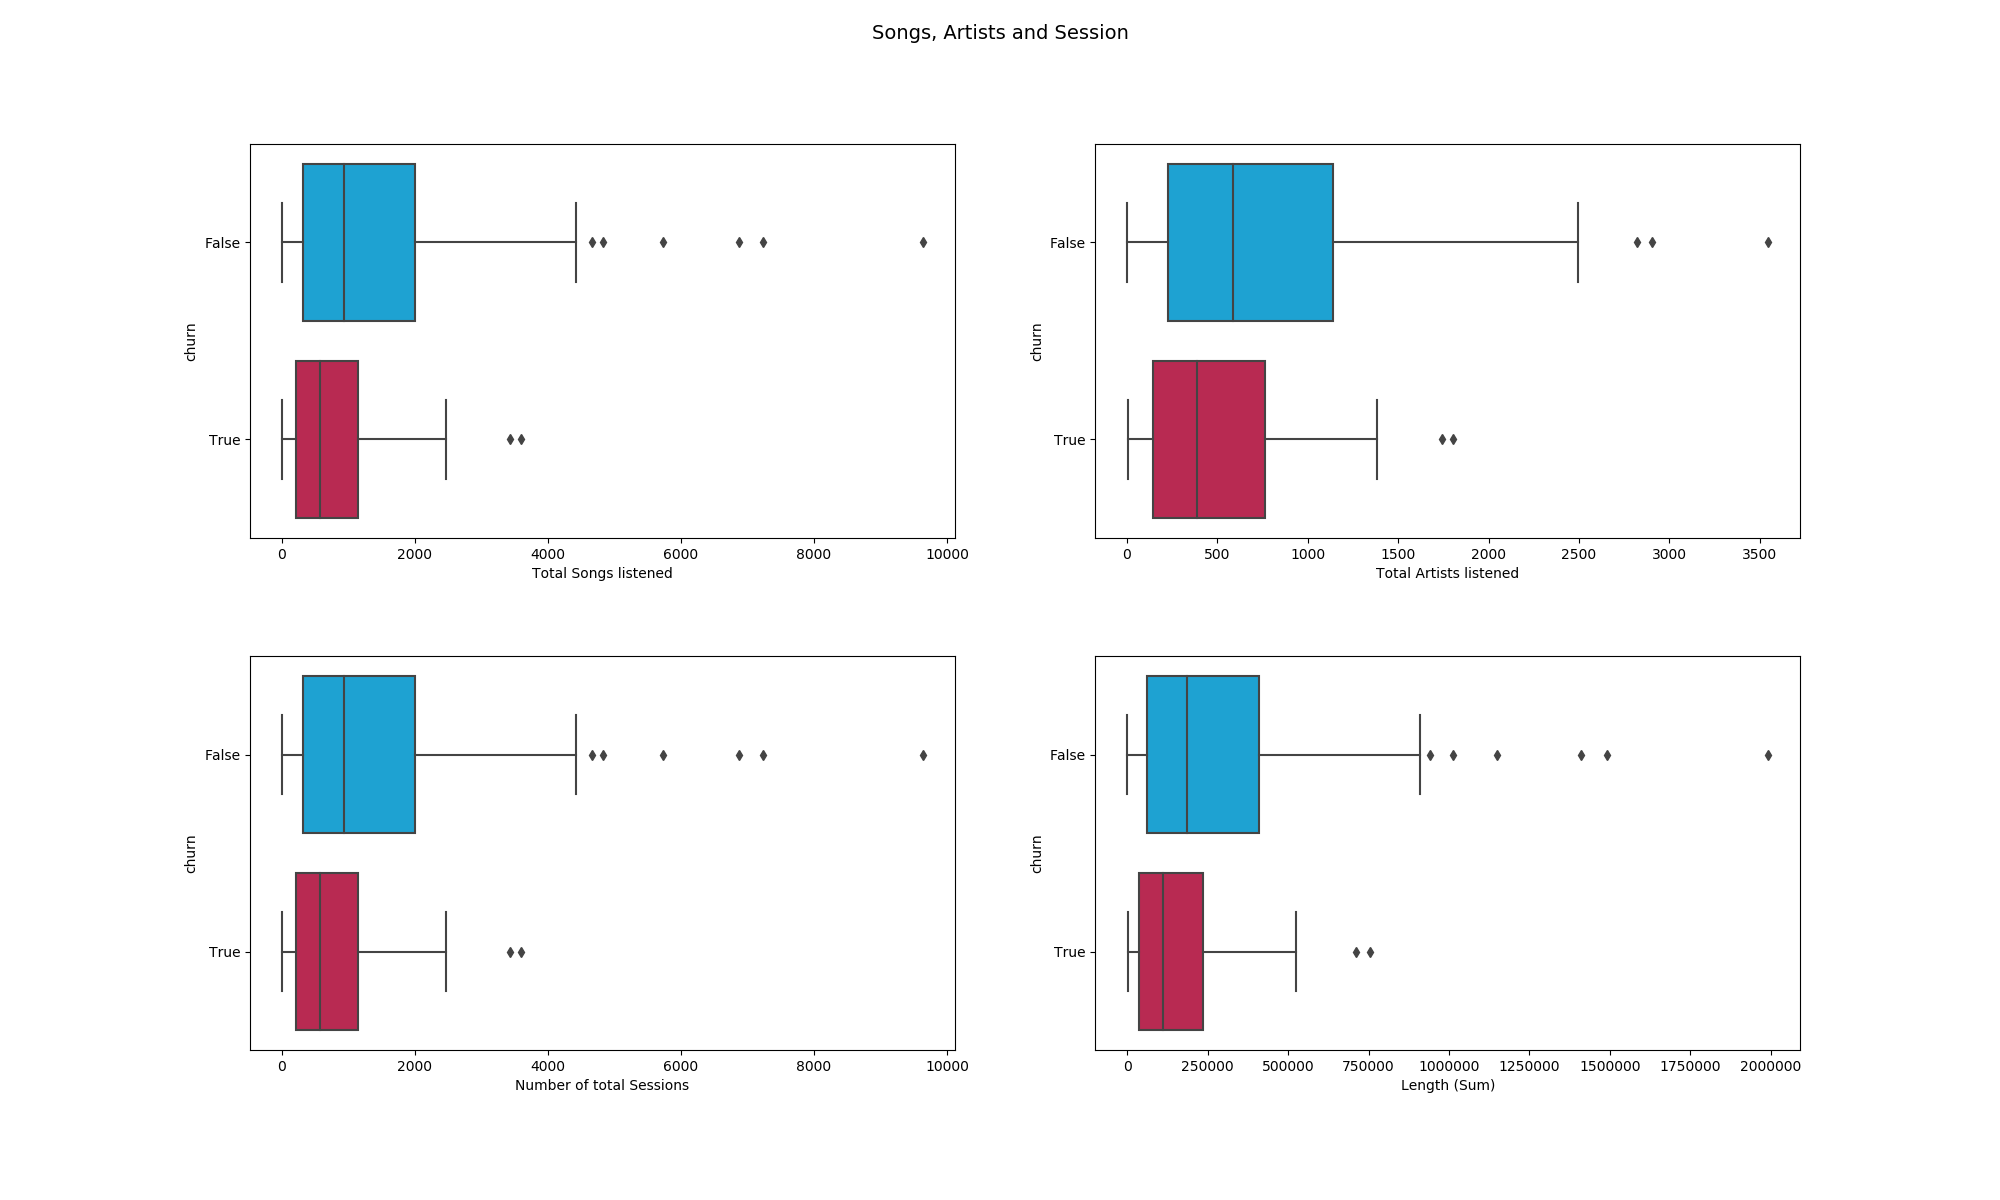 Songs, Artists and Session
churn
False
True
0 2000 4000 6000 8000 10000
Total Songs listened
churn
False
True
0 500 1000 1500 2000 2500 3000 3500
Total Artists listened
churn
False
True
0 2000 4000 6000 8000 10000
Number of total Sessions
churn
False
True
0 250000 500000 750000 1000000 1250000 1500000 1750000 2000000
Length (Sum)